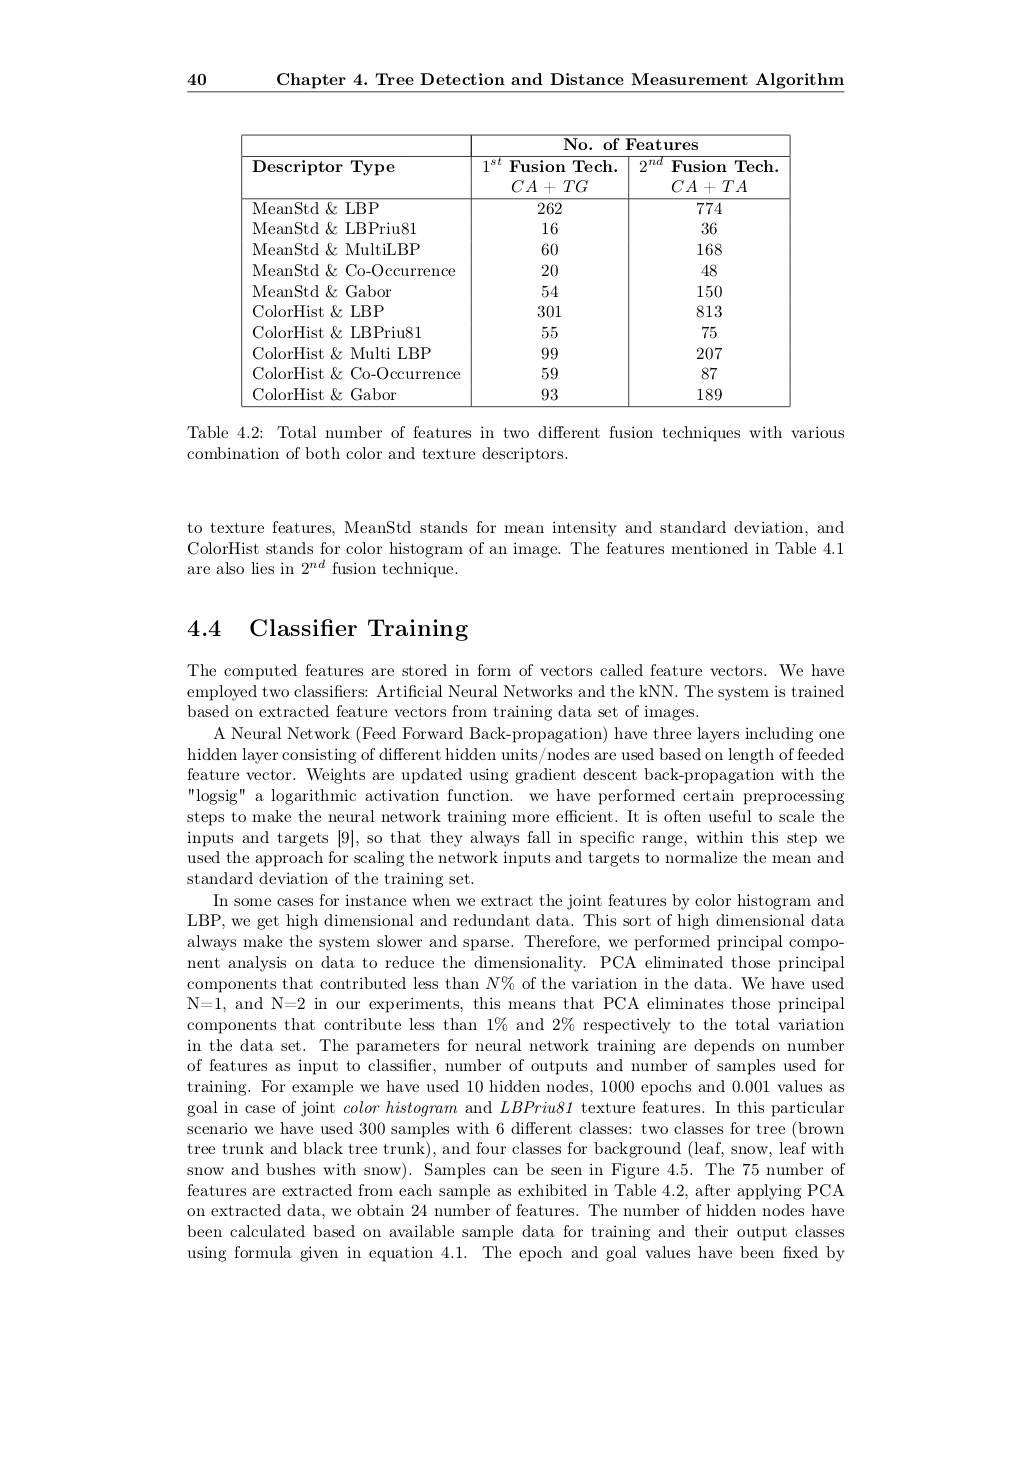 40 Chapter 4. Tree Detection and Distance Measurement Algorithm
No. of Features
Descriptor Type 1st Fusion Tech. 2nd Fusion Tech.
CA + TG CA + TA
MeanStd & LBP 262 774
MeanStd & LBPriu81 16 36
MeanStd & MultiLBP 60 168
MeanStd & Co-Occurrence 20 48
MeanStd & Gabor 54 150
ColorHist & LBP 301 813
ColorHist & LBPriu81 55 75
ColorHist & Multi LBP 99 207
ColorHist & Co-Occurrence 59 87
ColorHist & Gabor 93 189
Table 4.2: Total number of features in two different fusion techniques with various
combination of both color and texture descriptors.
to texture features, MeanStd stands for mean intensity and standard deviation, and
ColorHist stands for color histogram of an image. The features mentioned in Table 4.1
are also lies in 2nd fusion technique.
4.4 Classifier Training
The computed features are stored in form of vectors called feature vectors. We have
employed two classifiers: Artificial Neural Networks and the kNN. The system is trained
based on extracted feature vectors from training data set of images.
A Neural Network (Feed Forward Back-propagation) have three layers including one
hidden layer consisting of different hidden units/nodes are used based on length of feeded
feature vector. Weights are updated using gradient descent back-propagation with the
"logsig" a logarithmic activation function. we have performed certain preprocessing
steps to make the neural network training more efficient. It is often useful to scale the
inputs and targets [9], so that they always fall in specific range, within this step we
used the approach for scaling the network inputs and targets to normalize the mean and
standard deviation of the training set.
In some cases for instance when we extract the joint features by color histogram and
LBP, we get high dimensional and redundant data. This sort of high dimensional data
always make the system slower and sparse. Therefore, we performed principal compo-
nent analysis on data to reduce the dimensionality. PCA eliminated those principal
components that contributed less than N% of the variation in the data. We have used
N=1, and N=2 in our experiments, this means that PCA eliminates those principal
components that contribute less than 1% and 2% respectively to the total variation
in the data set. The parameters for neural network training are depends on number
of features as input to classifier, number of outputs and number of samples used for
training. For example we have used 10 hidden nodes, 1000 epochs and 0.001 values as
goal in case of joint color histogram and LBPriu81 texture features. In this particular
scenario we have used 300 samples with 6 different classes: two classes for tree (brown
tree trunk and black tree trunk), and four classes for background (leaf, snow, leaf with
snow and bushes with snow). Samples can be seen in Figure 4.5. The 75 number of
features are extracted from each sample as exhibited in Table 4.2, after applying PCA
on extracted data, we obtain 24 number of features. The number of hidden nodes have
been calculated based on available sample data for training and their output classes
using formula given in equation 4.1. The epoch and goal values have been fixed by